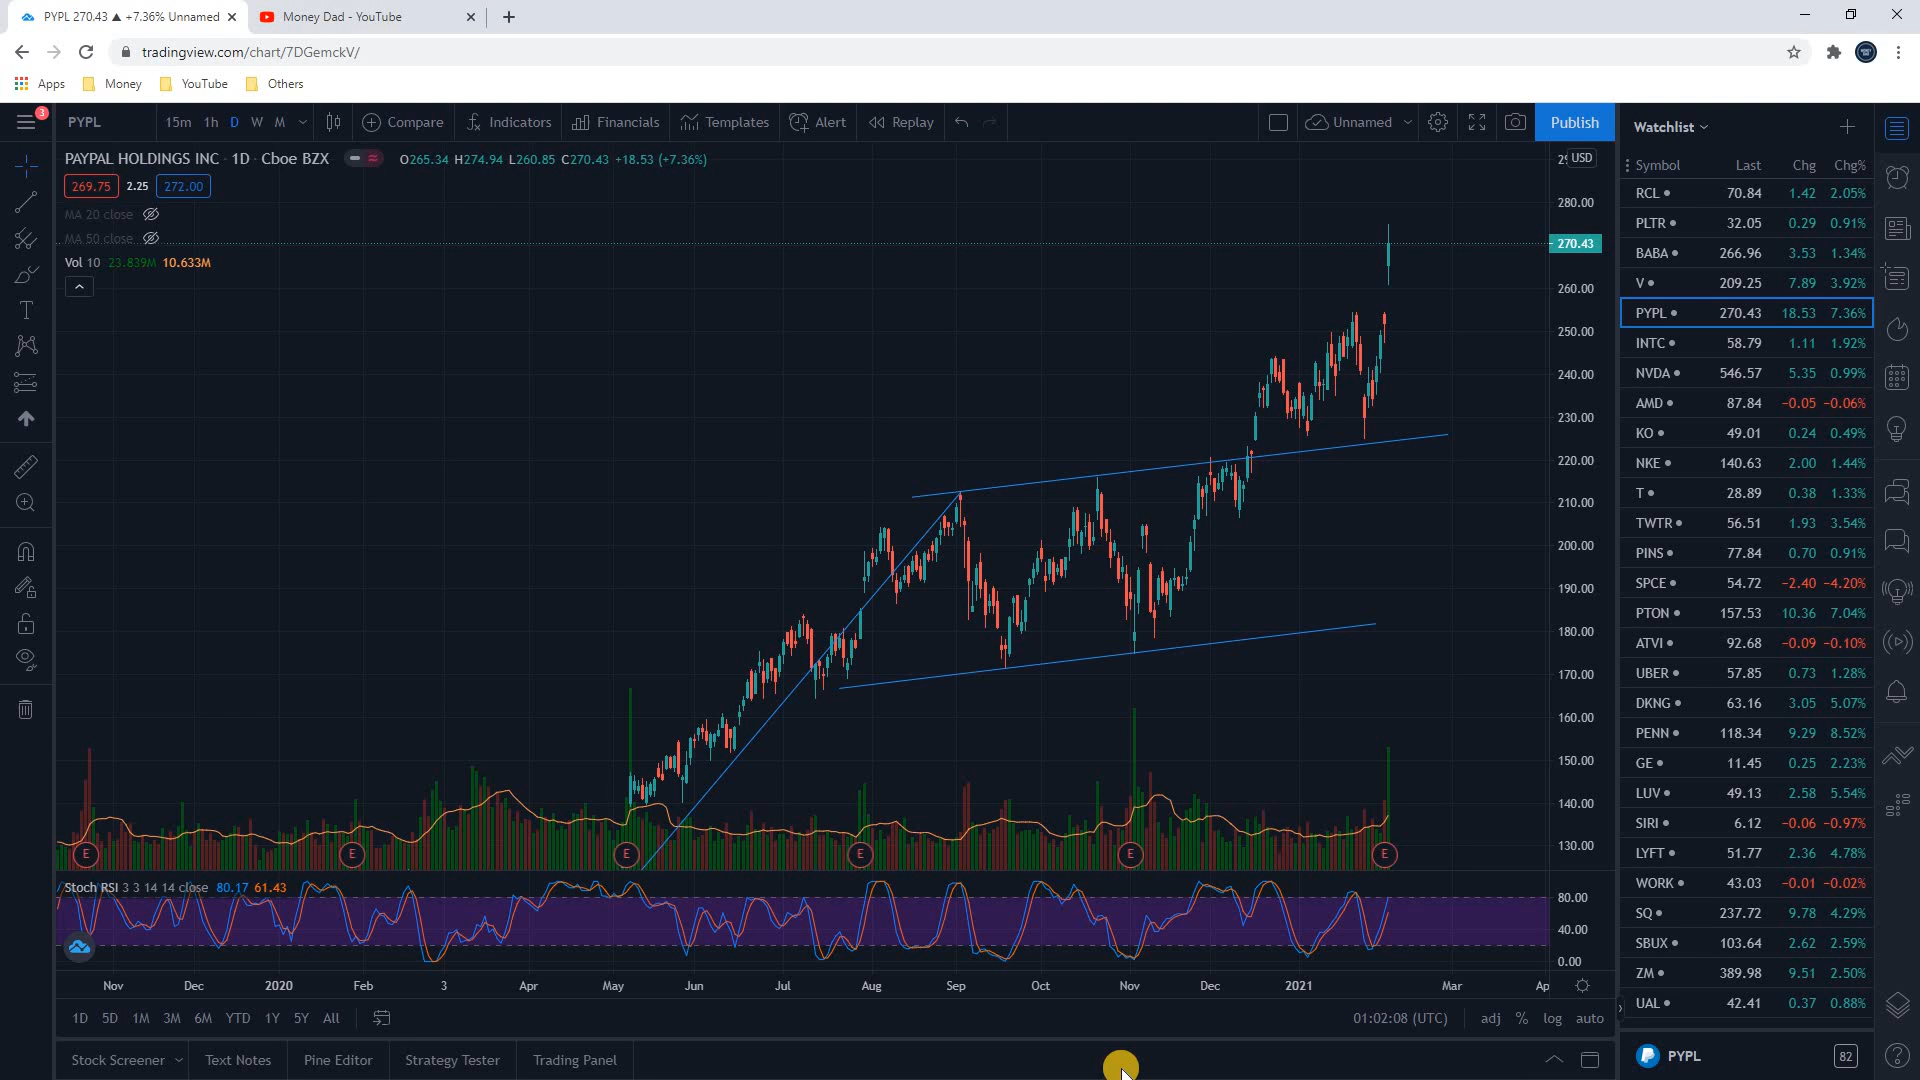 PYPL 270.43 ▲ +7.36% Unnamed
Money Dad - YouTube
tradingview.com/chart/7DGemckV/
Apps Money YouTube Others
3
PYPL 15m 1h D W M Compare Indicators Financials Templates Alert Replay Unnamed Publish
PAYPAL HOLDINGS INC · 1D · Cboe BZX O265.34 H274.94 L260.85 C270.43 +18.53 (+7.36%)
269.75 2.25 272.00
MA 20 close
MA 50 close
Vol 10 23.839M 10.633M
USD
280.00
270.43
260.00
250.00
240.00
230.00
220.00
210.00
200.00
190.00
180.00
170.00
160.00
150.00
140.00
130.00
E E E E E E
Stoch RSI 3 3 14 14 close 80.17 61.43
80.00
40.00
0.00
Nov Dec 2020 Feb 3 Apr May Jun Jul Aug Sep Oct Nov Dec 2021 Mar Ap
1D 5D 1M 3M 6M YTD 1Y 5Y All 01:02:08 (UTC) adj % log auto
Stock Screener Text Notes Pine Editor Strategy Tester Trading Panel
Watchlist
Symbol Last Chg Chg%
RCL 70.84 1.42 2.05%
PLTR 32.05 0.29 0.91%
BABA 266.96 3.53 1.34%
V 209.25 7.89 3.92%
PYPL 270.43 18.53 7.36%
INTC 58.79 1.11 1.92%
NVDA 546.57 5.35 0.99%
AMD 87.84 −0.05 −0.06%
KO 49.01 0.24 0.49%
NKE 140.63 2.00 1.44%
T 28.89 0.38 1.33%
TWTR 56.51 1.93 3.54%
PINS 77.84 0.70 0.91%
SPCE 54.72 −2.40 −4.20%
PTON 157.53 10.36 7.04%
ATVI 92.68 −0.09 −0.10%
UBER 57.85 0.73 1.28%
DKNG 63.16 3.05 5.07%
PENN 118.34 9.29 8.52%
GE 11.45 0.25 2.23%
LUV 49.13 2.58 5.54%
SIRI 6.12 −0.06 −0.97%
LYFT 51.77 2.36 4.78%
WORK 43.03 −0.01 −0.02%
SQ 237.72 9.78 4.29%
SBUX 103.64 2.62 2.59%
ZM 389.98 9.51 2.50%
UAL 42.41 0.37 0.88%
PYPL 82